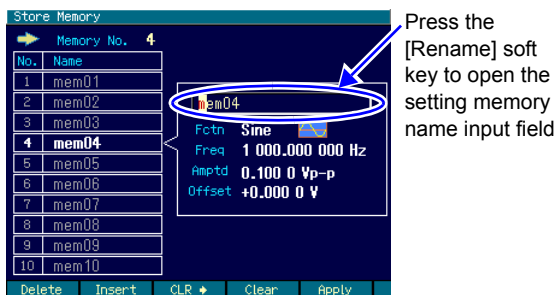 Store Memory
Memory No. 4
No. Name
1 mem01
2 mem02
3 mem03
4 mem04
5 mem05
6 mem06
7 mem07
8 mem08
9 mem09
10 mem10
mem04
Fctn Sine
Freq 1 000.000 000 Hz
Amptd 0.100 0 Vp-p
Offset +0.000 0 V
Delete Insert CLR Clear Apply
Press the
[Rename] soft
key to open the
setting memory
name input field